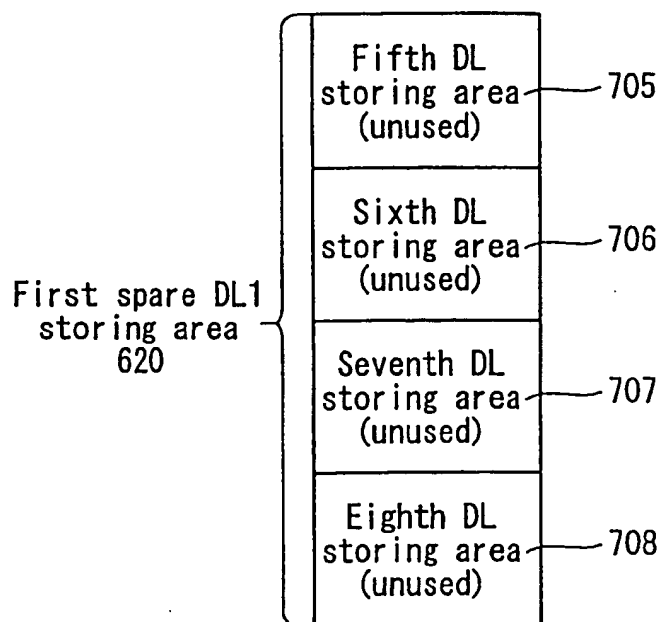 Fifth DL
storing area
(unused)
705
Sixth DL
storing area
(unused)
706
First spare DL1
storing area
620
Seventh DL
storing area
(unused)
707
Eighth DL
storing area
(unused)
708